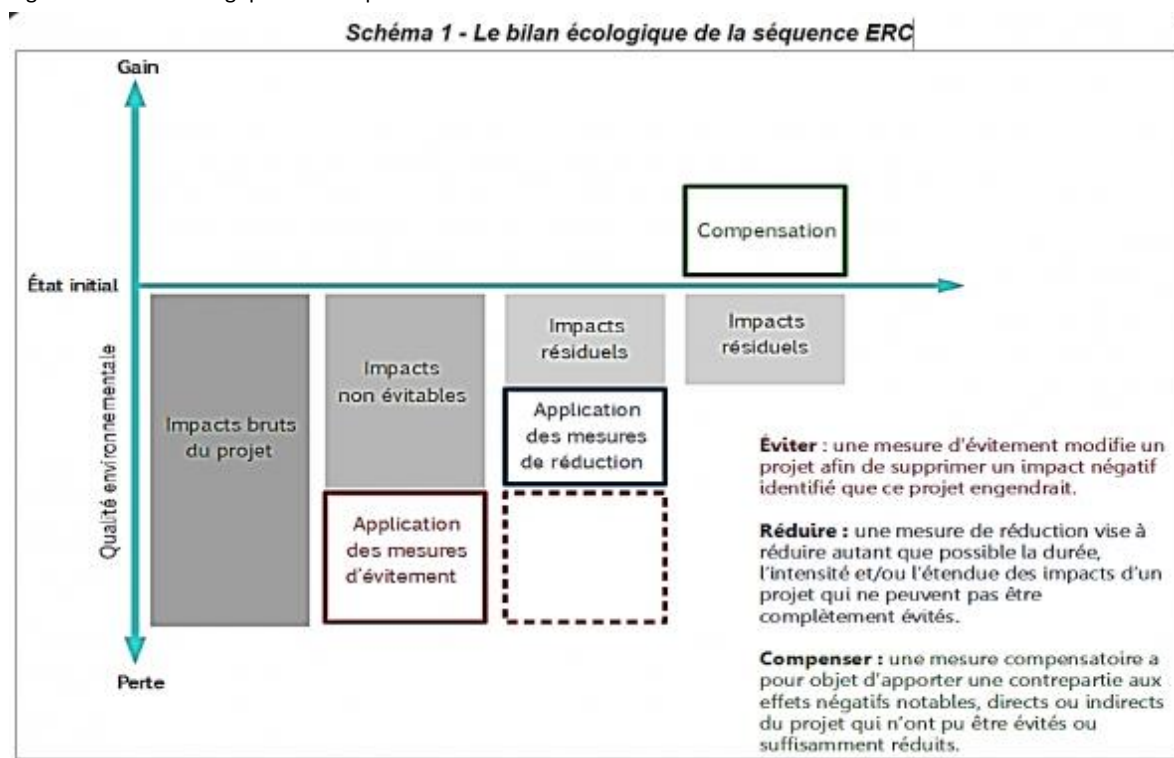 Schéma 1 - Le bilan écologique de la séquence ERC
Gain
Compensation
État initial
Qualité environnementale
Impacts bruts
du projet
Impacts
non évitables
Application
des mesures
d'évitement
Impacts
résiduels
Application
des mesures
de réduction
Impacts
résiduels
Perte
Éviter : une mesure d'évitement modifie un
projet afin de supprimer un impact négatif
identifié que ce projet engendrait.
Réduire : une mesure de réduction vise à
réduire autant que possible la durée,
l'intensité et/ou l'étendue des impacts d'un
projet qui ne peuvent pas être
complètement évités.
Compenser : une mesure compensatoire a
pour objet d'apporter une contrepartie aux
effets négatifs notables, directs ou indirects
du projet qui n'ont pu être évités ou
suffisamment réduits.